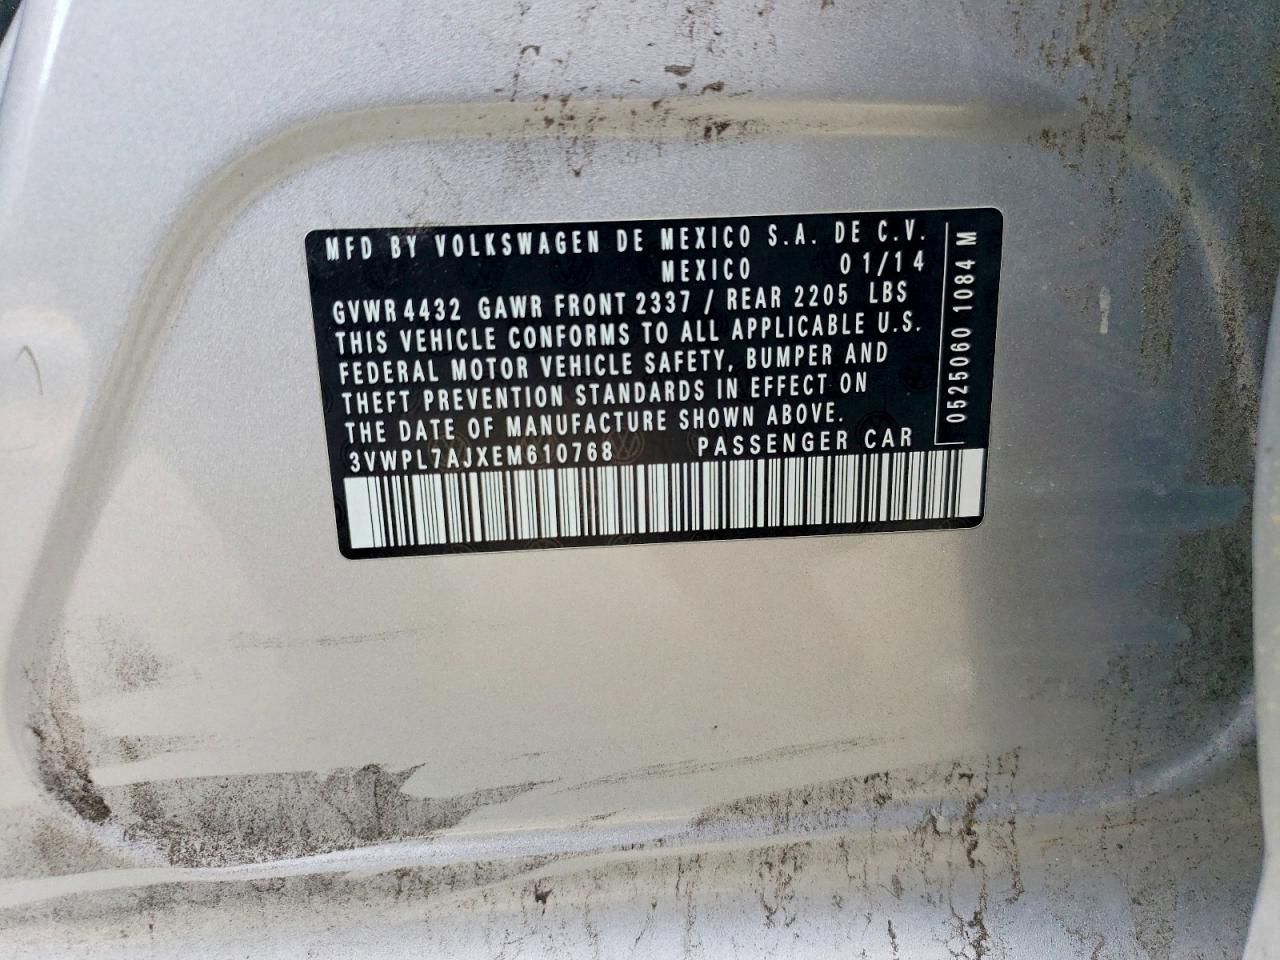 MFD BY VOLKSWAGEN DE MEXICO S.A. DE C.V.
MEXICO 01/14
GVWR 4432 GAWR FRONT 2337 / REAR 2205 LBS
THIS VEHICLE CONFORMS TO ALL APPLICABLE U.S.
FEDERAL MOTOR VEHICLE SAFETY, BUMPER AND
THEFT PREVENTION STANDARDS IN EFFECT ON
THE DATE OF MANUFACTURE SHOWN ABOVE.
3VWPL7AJXEM610768 PASSENGER CAR
0525060 1084 M